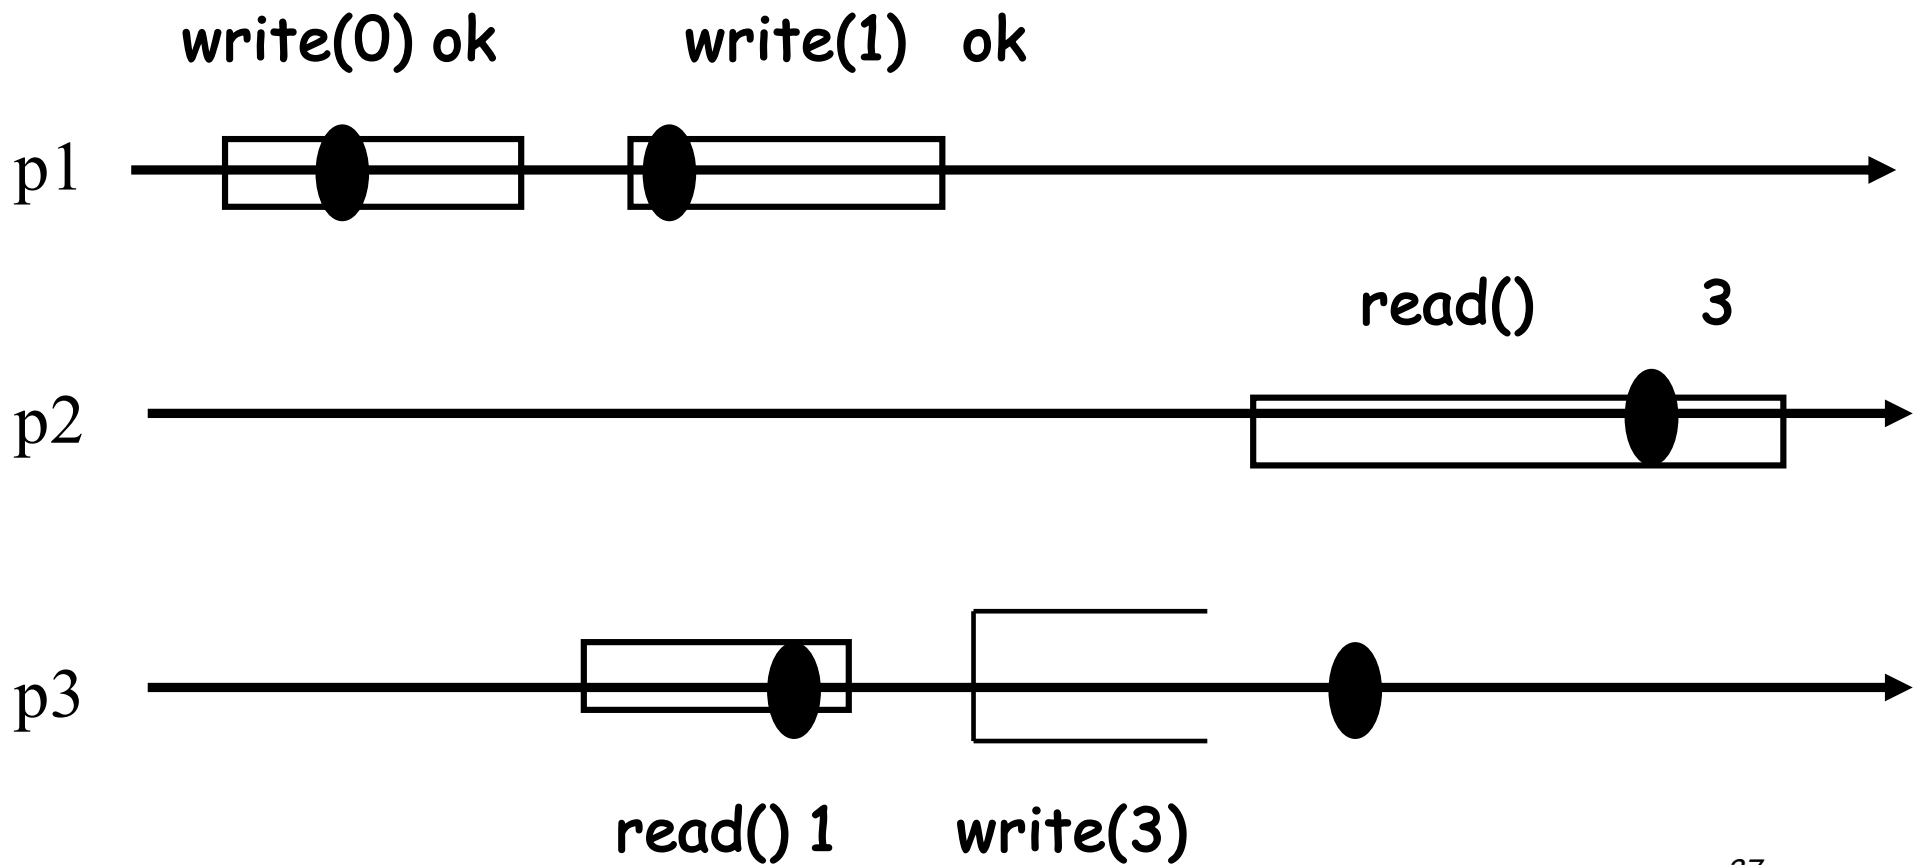 write(0) ok write(1) ok
p1
read() 3
p2
p3
read() 1 write(3)